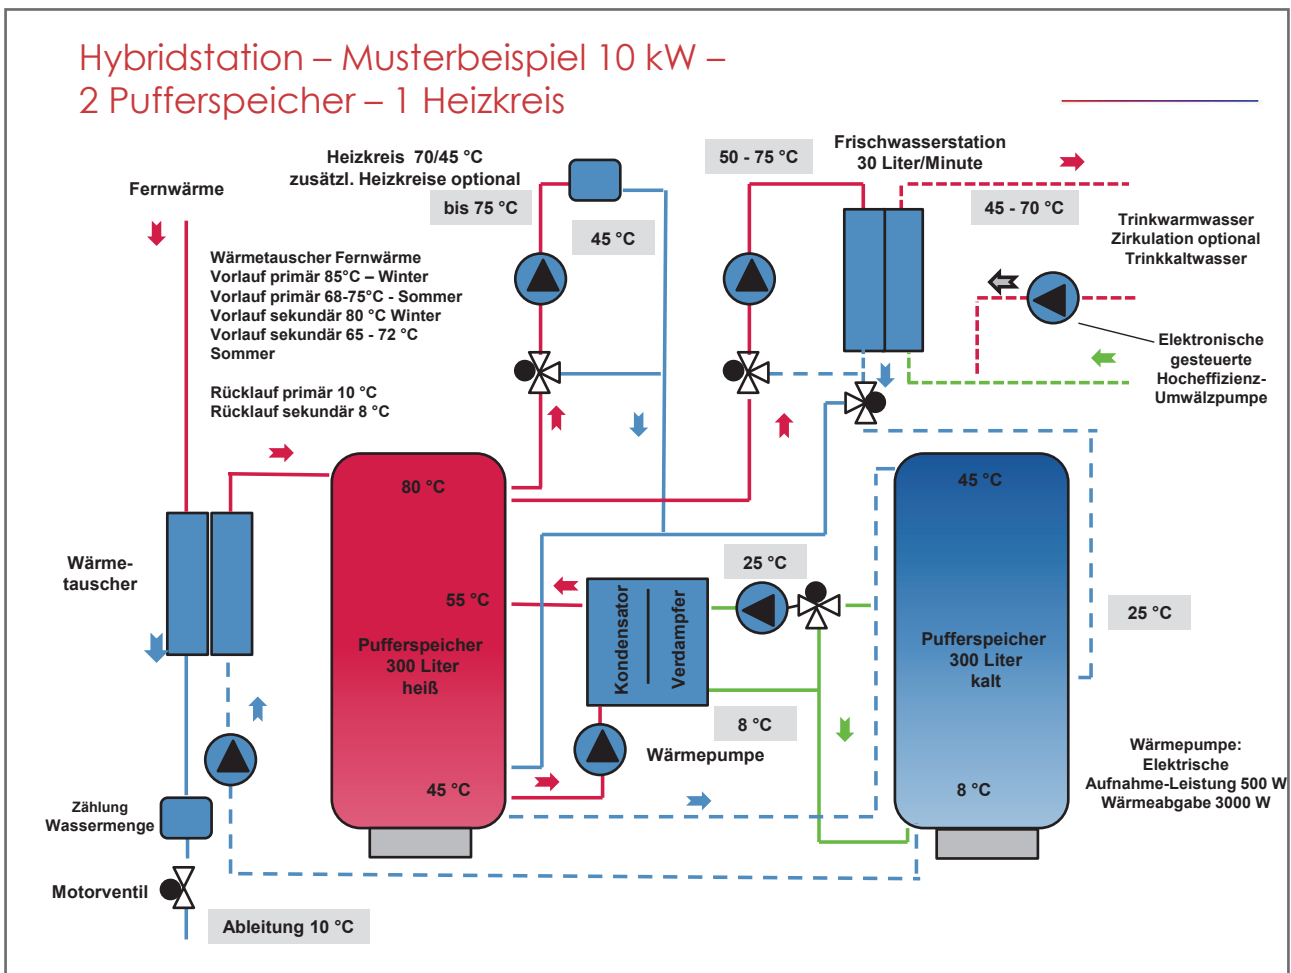 Hybridstation – Musterbeispiel 10 kW –
2 Pufferspeicher – 1 Heizkreis
Fernwärme
Heizkreis 70/45 °C
zusätzl. Heizkreise optional
bis 75 °C
45 °C
50 - 75 °C
Frischwasserstation
30 Liter/Minute
45 - 70 °C
Trinkwarmwasser
Zirkulation optional
Trinkkaltwasser
Wärmetauscher Fernwärme
Vorlauf primär 85°C – Winter
Vorlauf primär 68-75°C - Sommer
Vorlauf sekundär 80 °C Winter
Vorlauf sekundär 65 - 72 °C
Sommer
Rücklauf primär 10 °C
Rücklauf sekundär 8 °C
Elektronische
gesteuerte
Hocheffizienz-
Umwälzpumpe
Wärme-
tauscher
80 °C
55 °C
Pufferspeicher
300 Liter
heiß
45 °C
Kondensator
Verdampfer
25 °C
8 °C
Wärmepumpe
45 °C
Pufferspeicher
300 Liter
kalt
8 °C
25 °C
Wärmepumpe:
Elektrische
Aufnahme-Leistung 500 W
Wärmeabgabe 3000 W
Zählung
Wassermenge
Motorventil
Ableitung 10 °C